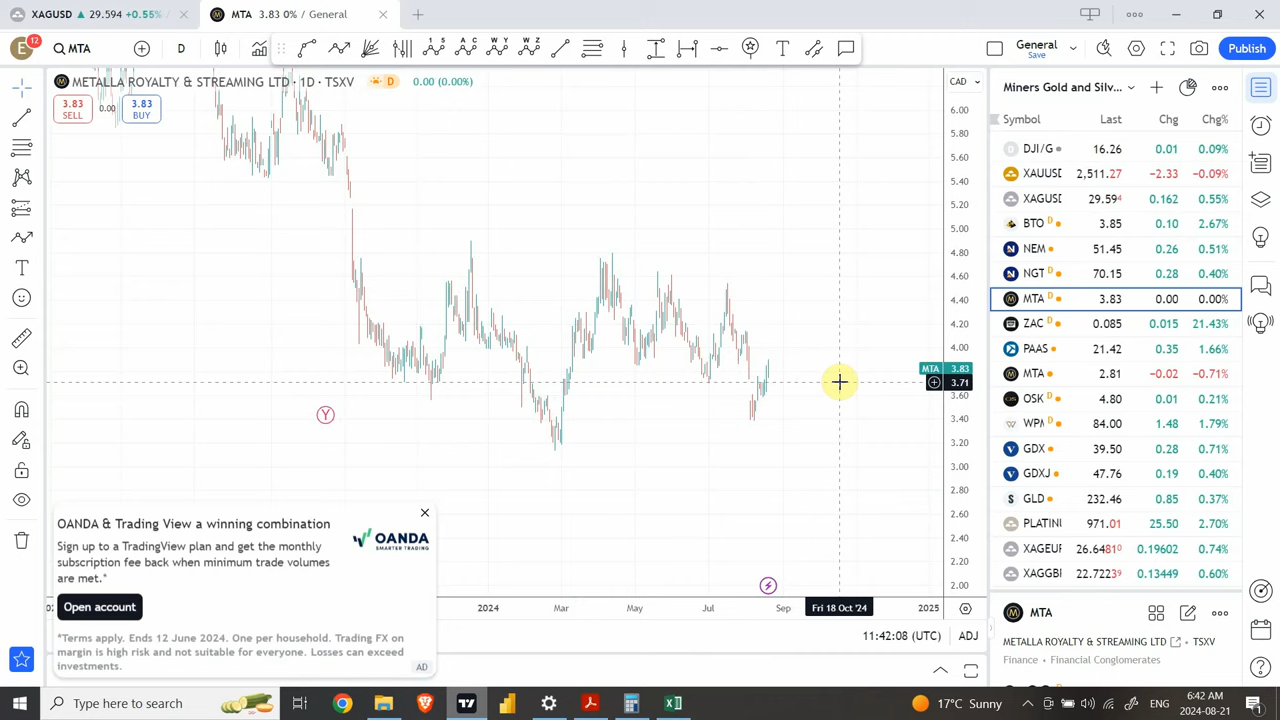 XAGUSD ▲ 29.594 +0.55%
MTA 3.83 0% / General
E 12
MTA
D
General
Save
Publish
METALLA ROYALTY & STREAMING LTD · 1D · TSXV D 0.00 (0.00%)
3.83 SELL
0.00
3.83 BUY
CAD
6.00
5.80
5.60
5.40
5.20
5.00
4.80
4.60
4.40
4.20
4.00
MTA 3.83
3.71
3.60
3.40
3.20
3.00
2.80
2.60
2.40
2.20
2.00
Y
2024
Mar
May
Jul
Sep
Fri 18 Oct '24
2025
11:42:08 (UTC)
ADJ
OANDA & Trading View a winning combination
Sign up to a TradingView plan and get the monthly
subscription fee back when minimum trade volumes
are met.*
OANDA
SMARTER TRADING
Open account
*Terms apply. Ends 12 June 2024. One per household. Trading FX on
margin is high risk and not suitable for everyone. Losses can exceed
investments.
AD
Miners Gold and Silv...
Symbol Last Chg Chg%
DJI/G 16.26 0.01 0.09%
XAUUSD 2,511.27 −2.33 −0.09%
XAGUSD 29.594 0.162 0.55%
BTO D 3.85 0.10 2.67%
NEM 51.45 0.26 0.51%
NGT D 70.15 0.28 0.40%
MTA D 3.83 0.00 0.00%
ZAC D 0.085 0.015 21.43%
PAAS 21.42 0.35 1.66%
MTA 2.81 −0.02 −0.71%
OSK 4.80 0.01 0.21%
WPM D 84.00 1.48 1.79%
GDX 39.50 0.28 0.71%
GDXJ 47.76 0.19 0.40%
GLD 232.46 0.85 0.37%
PLATINU 971.01 25.50 2.70%
XAGEUR 26.64810 0.19602 0.74%
XAGGBP 22.72239 0.13449 0.60%
MTA
METALLA ROYALTY & STREAMING LTD • TSXV
Finance • Financial Conglomerates
Type here to search
17°C Sunny
ENG
6:42 AM
2024-08-21